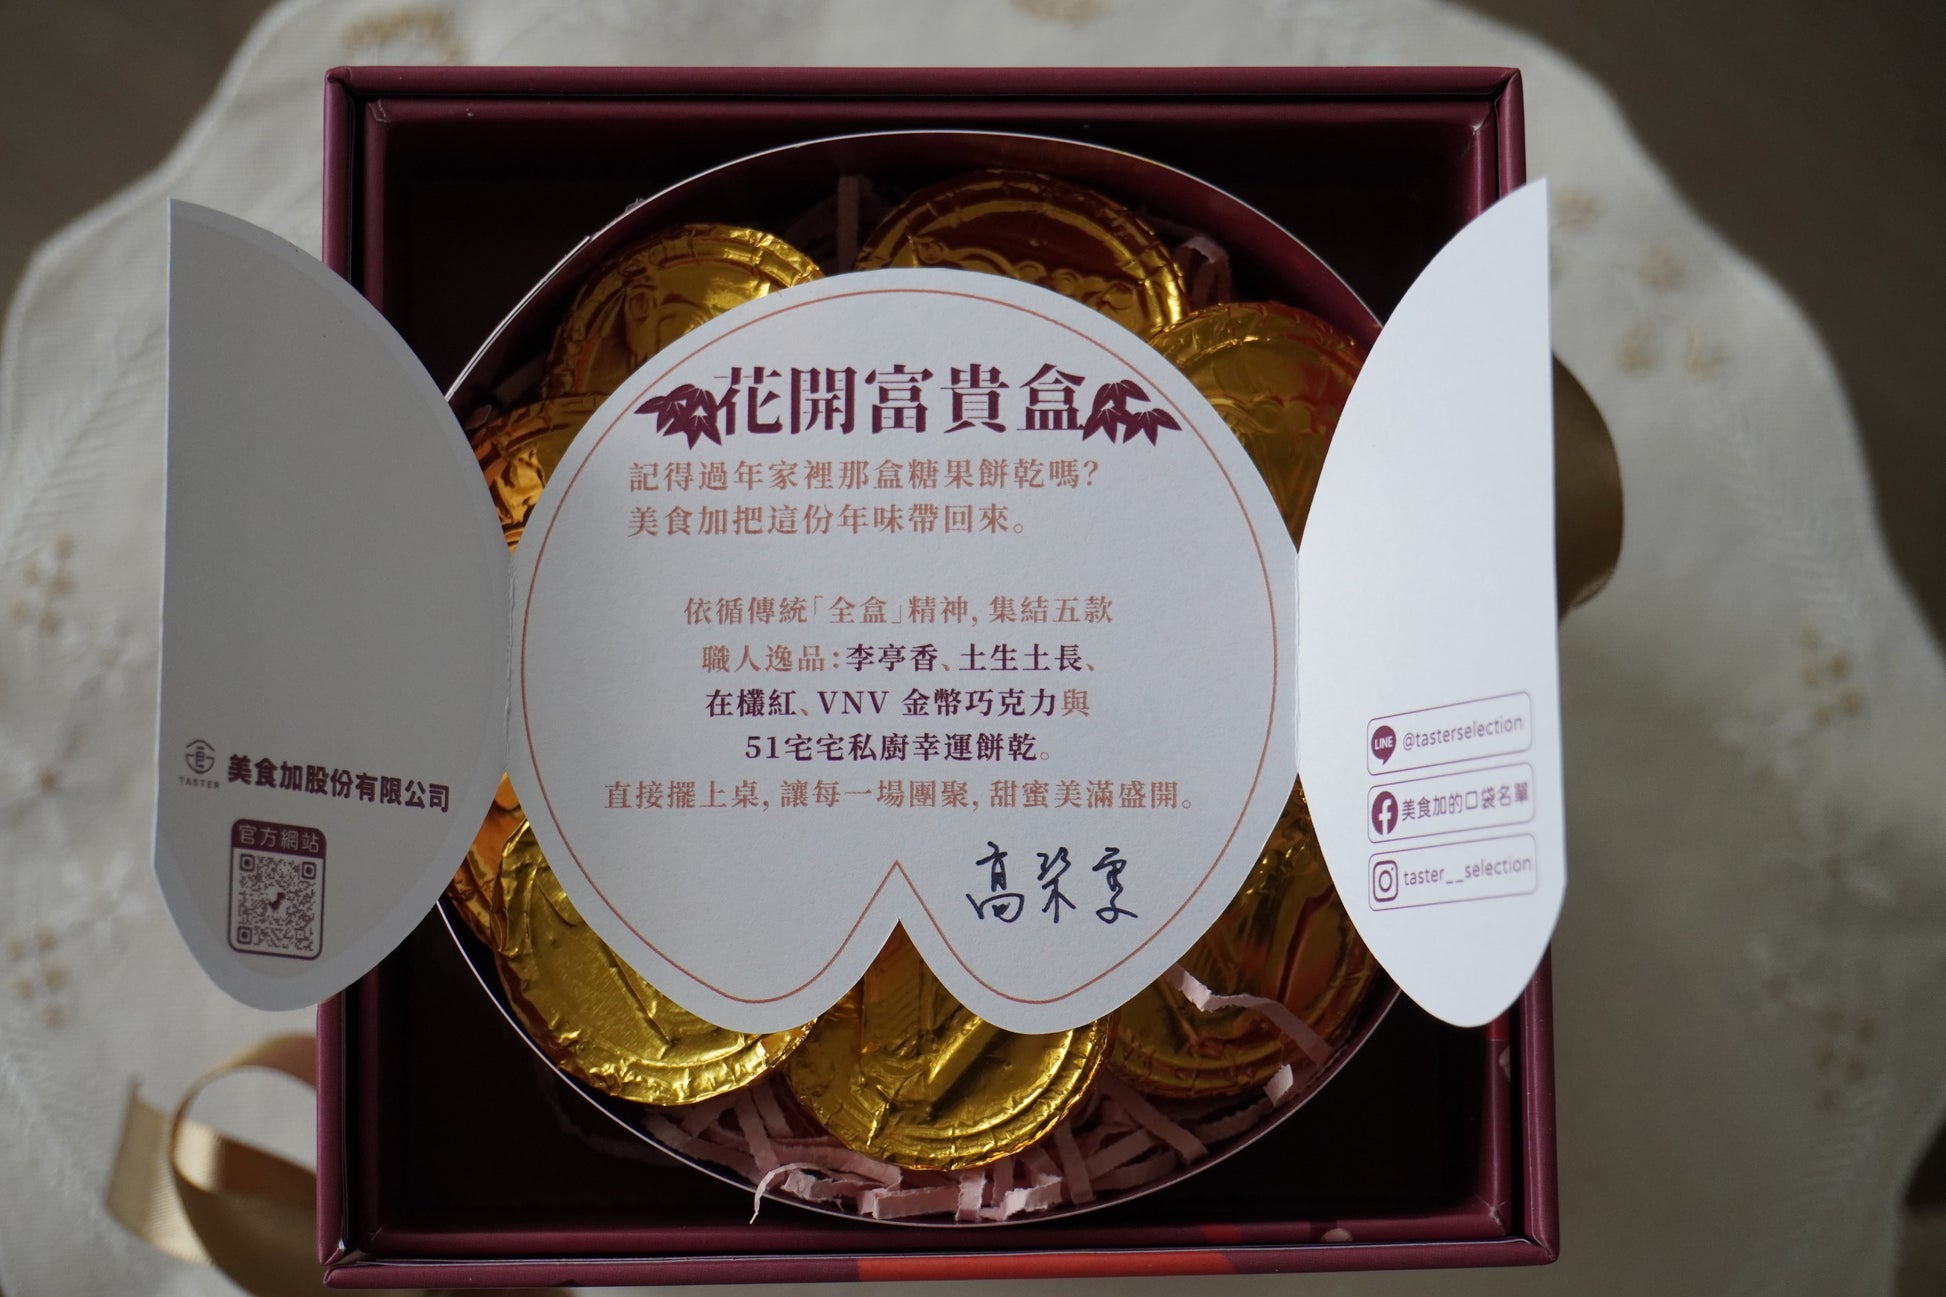 花開富貴盒
記得過年家裡那盒糖果餅乾嗎?
美食加把這份年味帶回來。
依循傳統「全盒」精神,集結五款
職人逸品:李亭香、土生土長、
在欉紅、VNV 金幣巧克力與
51宅宅私廚幸運餅乾。
直接擺上桌,讓每一場團聚,甜蜜美滿盛開。
TASTER
美食加股份有限公司
官方網站
LINE @tasterselection
美食加的口袋名單
taster__selection